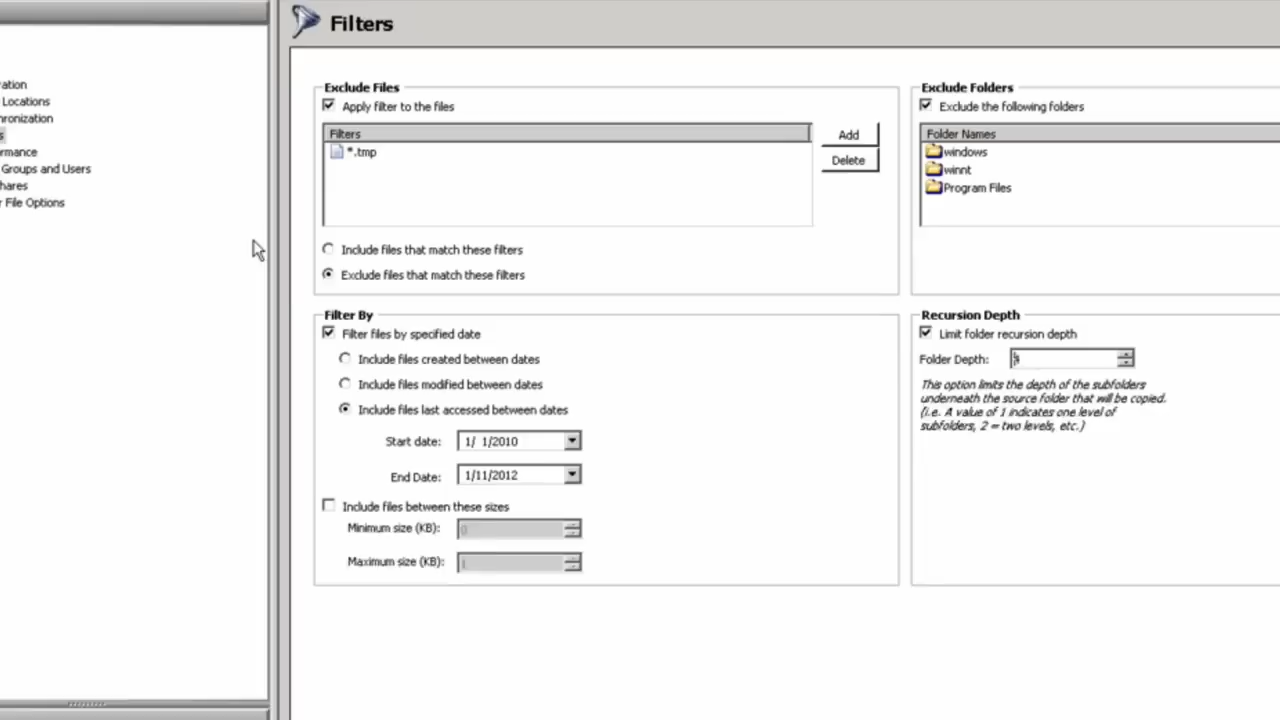 Filters
ation
Locations
hronization
s
rmance
Groups and Users
hares
r File Options
Exclude Files
Apply filter to the files
Filters
*.tmp
Add
Delete
Include files that match these filters
Exclude files that match these filters
Exclude Folders
Exclude the following folders
Folder Names
windows
winnt
Program Files
Filter By
Filter files by specified date
Include files created between dates
Include files modified between dates
Include files last accessed between dates
Start date: 1/ 1/2010
End Date: 1/11/2012
Include files between these sizes
Minimum size (KB): 0
Maximum size (KB): 1
Recursion Depth
Limit folder recursion depth
Folder Depth:
This option limits the depth of the subfolders
underneath the source folder that will be copied.
(i.e. A value of 1 indicates one level of
subfolders, 2 = two levels, etc.)